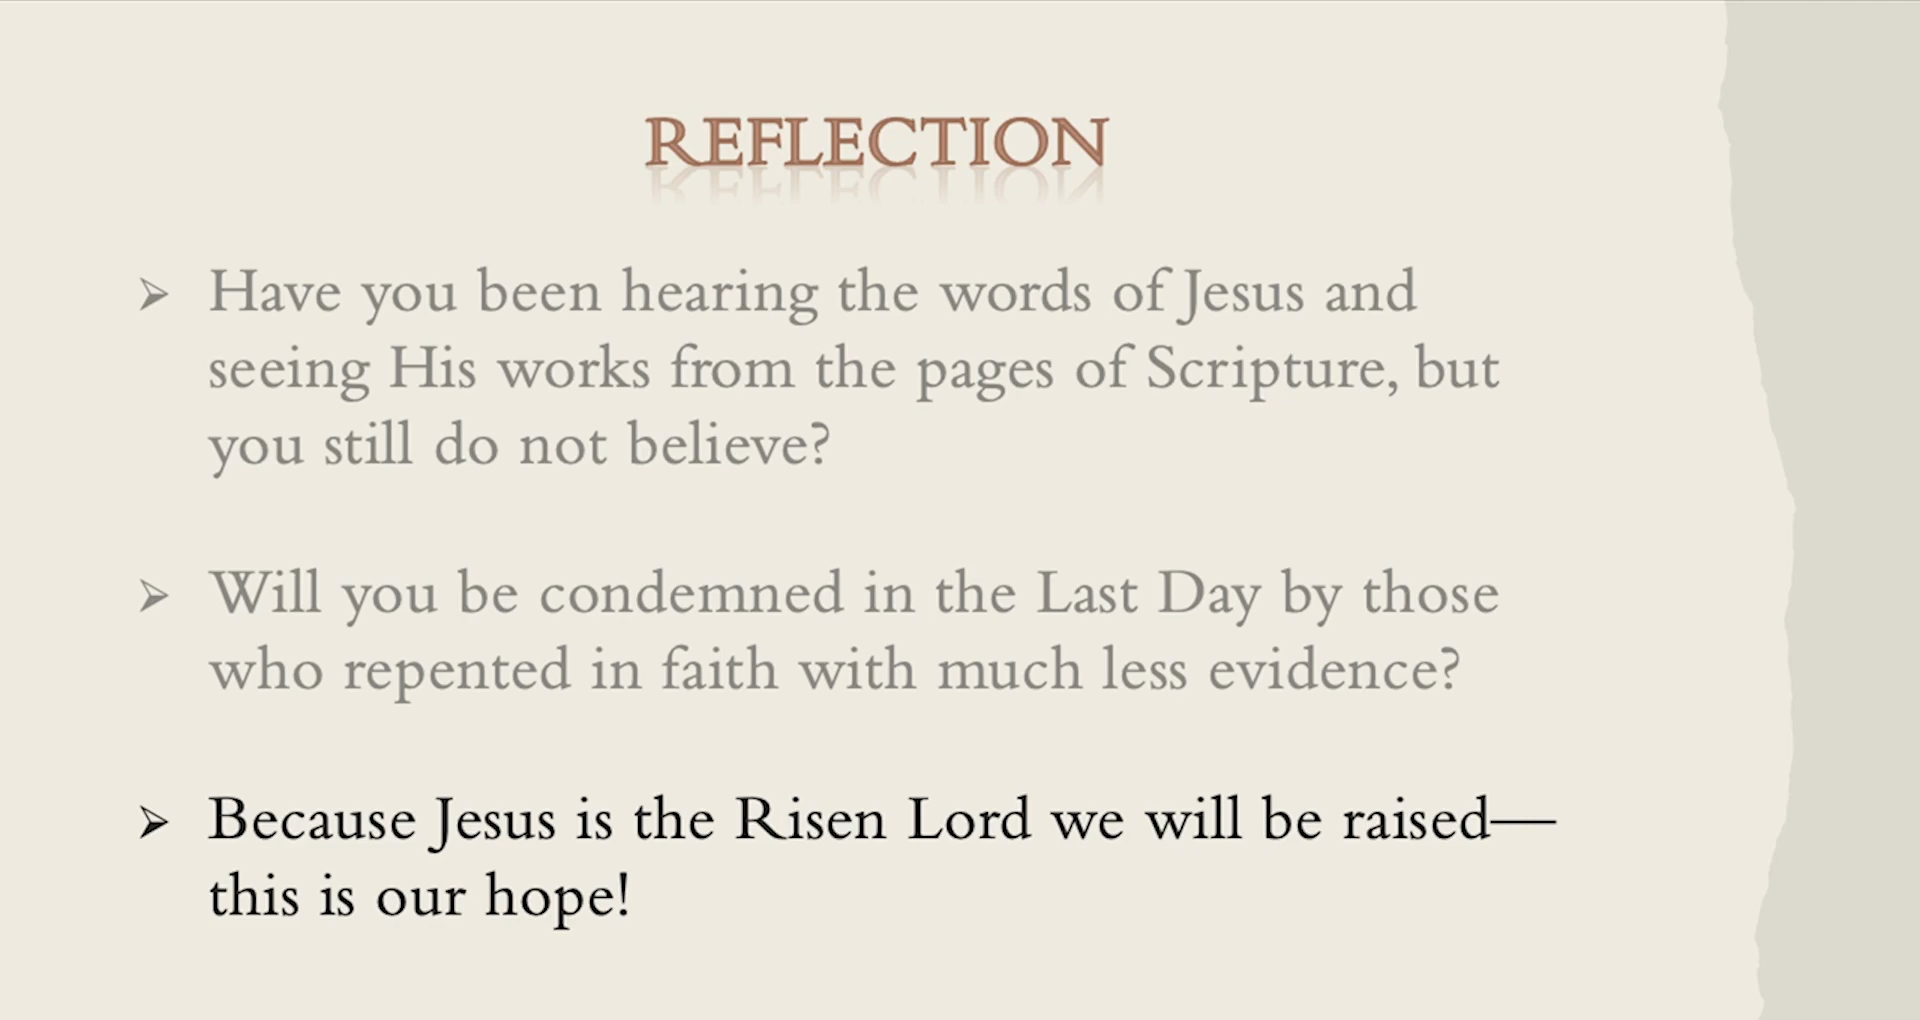 REFLECTION
➢ Have you been hearing the words of Jesus and
seeing His works from the pages of Scripture, but
you still do not believe?
➢ Will you be condemned in the Last Day by those
who repented in faith with much less evidence?
➢ Because Jesus is the Risen Lord we will be raised—
this is our hope!